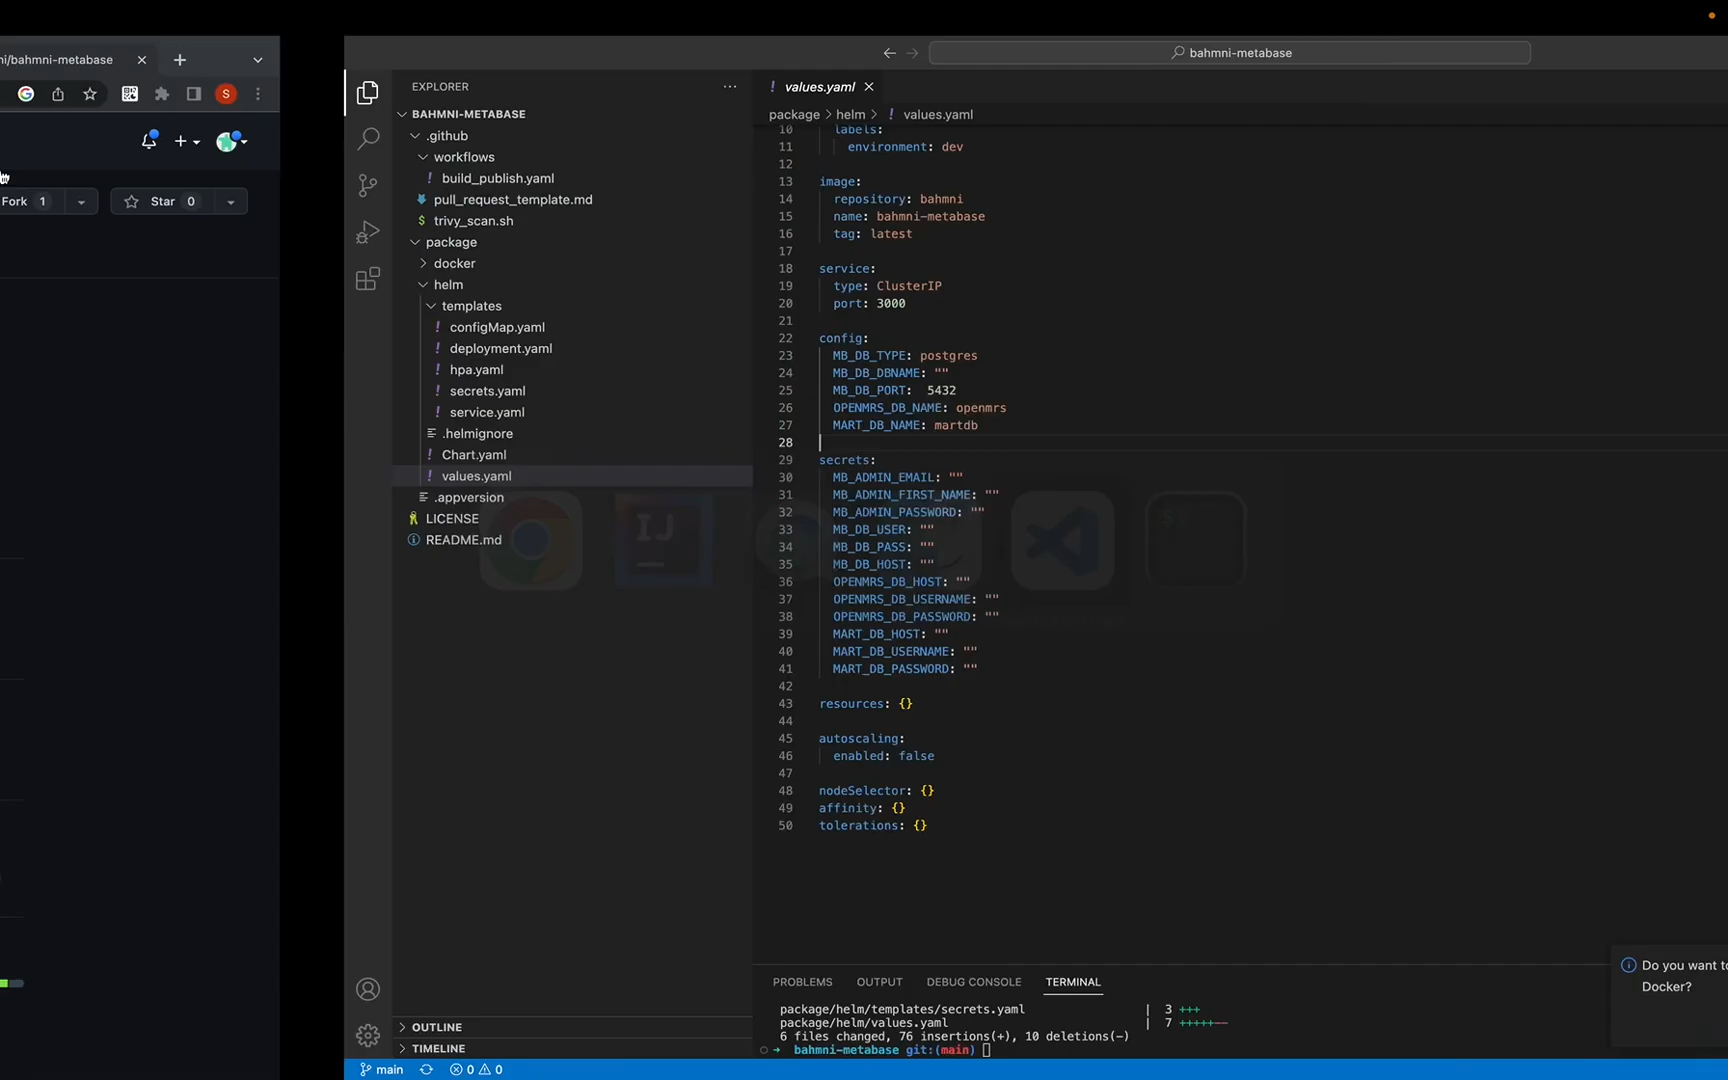 ni/bahmni-metabase
S
Fork 1
Star 0
bahmni-metabase
EXPLORER
BAHMNI-METABASE
.github
workflows
build_publish.yaml
pull_request_template.md
trivy_scan.sh
package
docker
helm
templates
configMap.yaml
deployment.yaml
hpa.yaml
secrets.yaml
service.yaml
.helmignore
Chart.yaml
values.yaml
.appversion
LICENSE
README.md
OUTLINE
TIMELINE
values.yaml
package > helm > ! values.yaml
10 labels:
11 environment: dev
12
13 image:
14 repository: bahmni
15 name: bahmni-metabase
16 tag: latest
17
18 service:
19 type: ClusterIP
20 port: 3000
21
22 config:
23 MB_DB_TYPE: postgres
24 MB_DB_DBNAME: ""
25 MB_DB_PORT:  5432
26 OPENMRS_DB_NAME: openmrs
27 MART_DB_NAME: martdb
28
29 secrets:
30 MB_ADMIN_EMAIL: ""
31 MB_ADMIN_FIRST_NAME: ""
32 MB_ADMIN_PASSWORD: ""
33 MB_DB_USER: ""
34 MB_DB_PASS: ""
35 MB_DB_HOST: ""
36 OPENMRS_DB_HOST: ""
37 OPENMRS_DB_USERNAME: ""
38 OPENMRS_DB_PASSWORD: ""
39 MART_DB_HOST: ""
40 MART_DB_USERNAME: ""
41 MART_DB_PASSWORD: ""
42
43 resources: {}
44
45 autoscaling:
46 enabled: false
47
48 nodeSelector: {}
49 affinity: {}
50 tolerations: {}
PROBLEMS OUTPUT DEBUG CONSOLE TERMINAL
package/helm/templates/secrets.yaml | 3 +++
package/helm/values.yaml | 7 +++++--
6 files changed, 76 insertions(+), 10 deletions(-)
→ bahmni-metabase git:(main)
Do you want to
Docker?
main 0 0
IJ